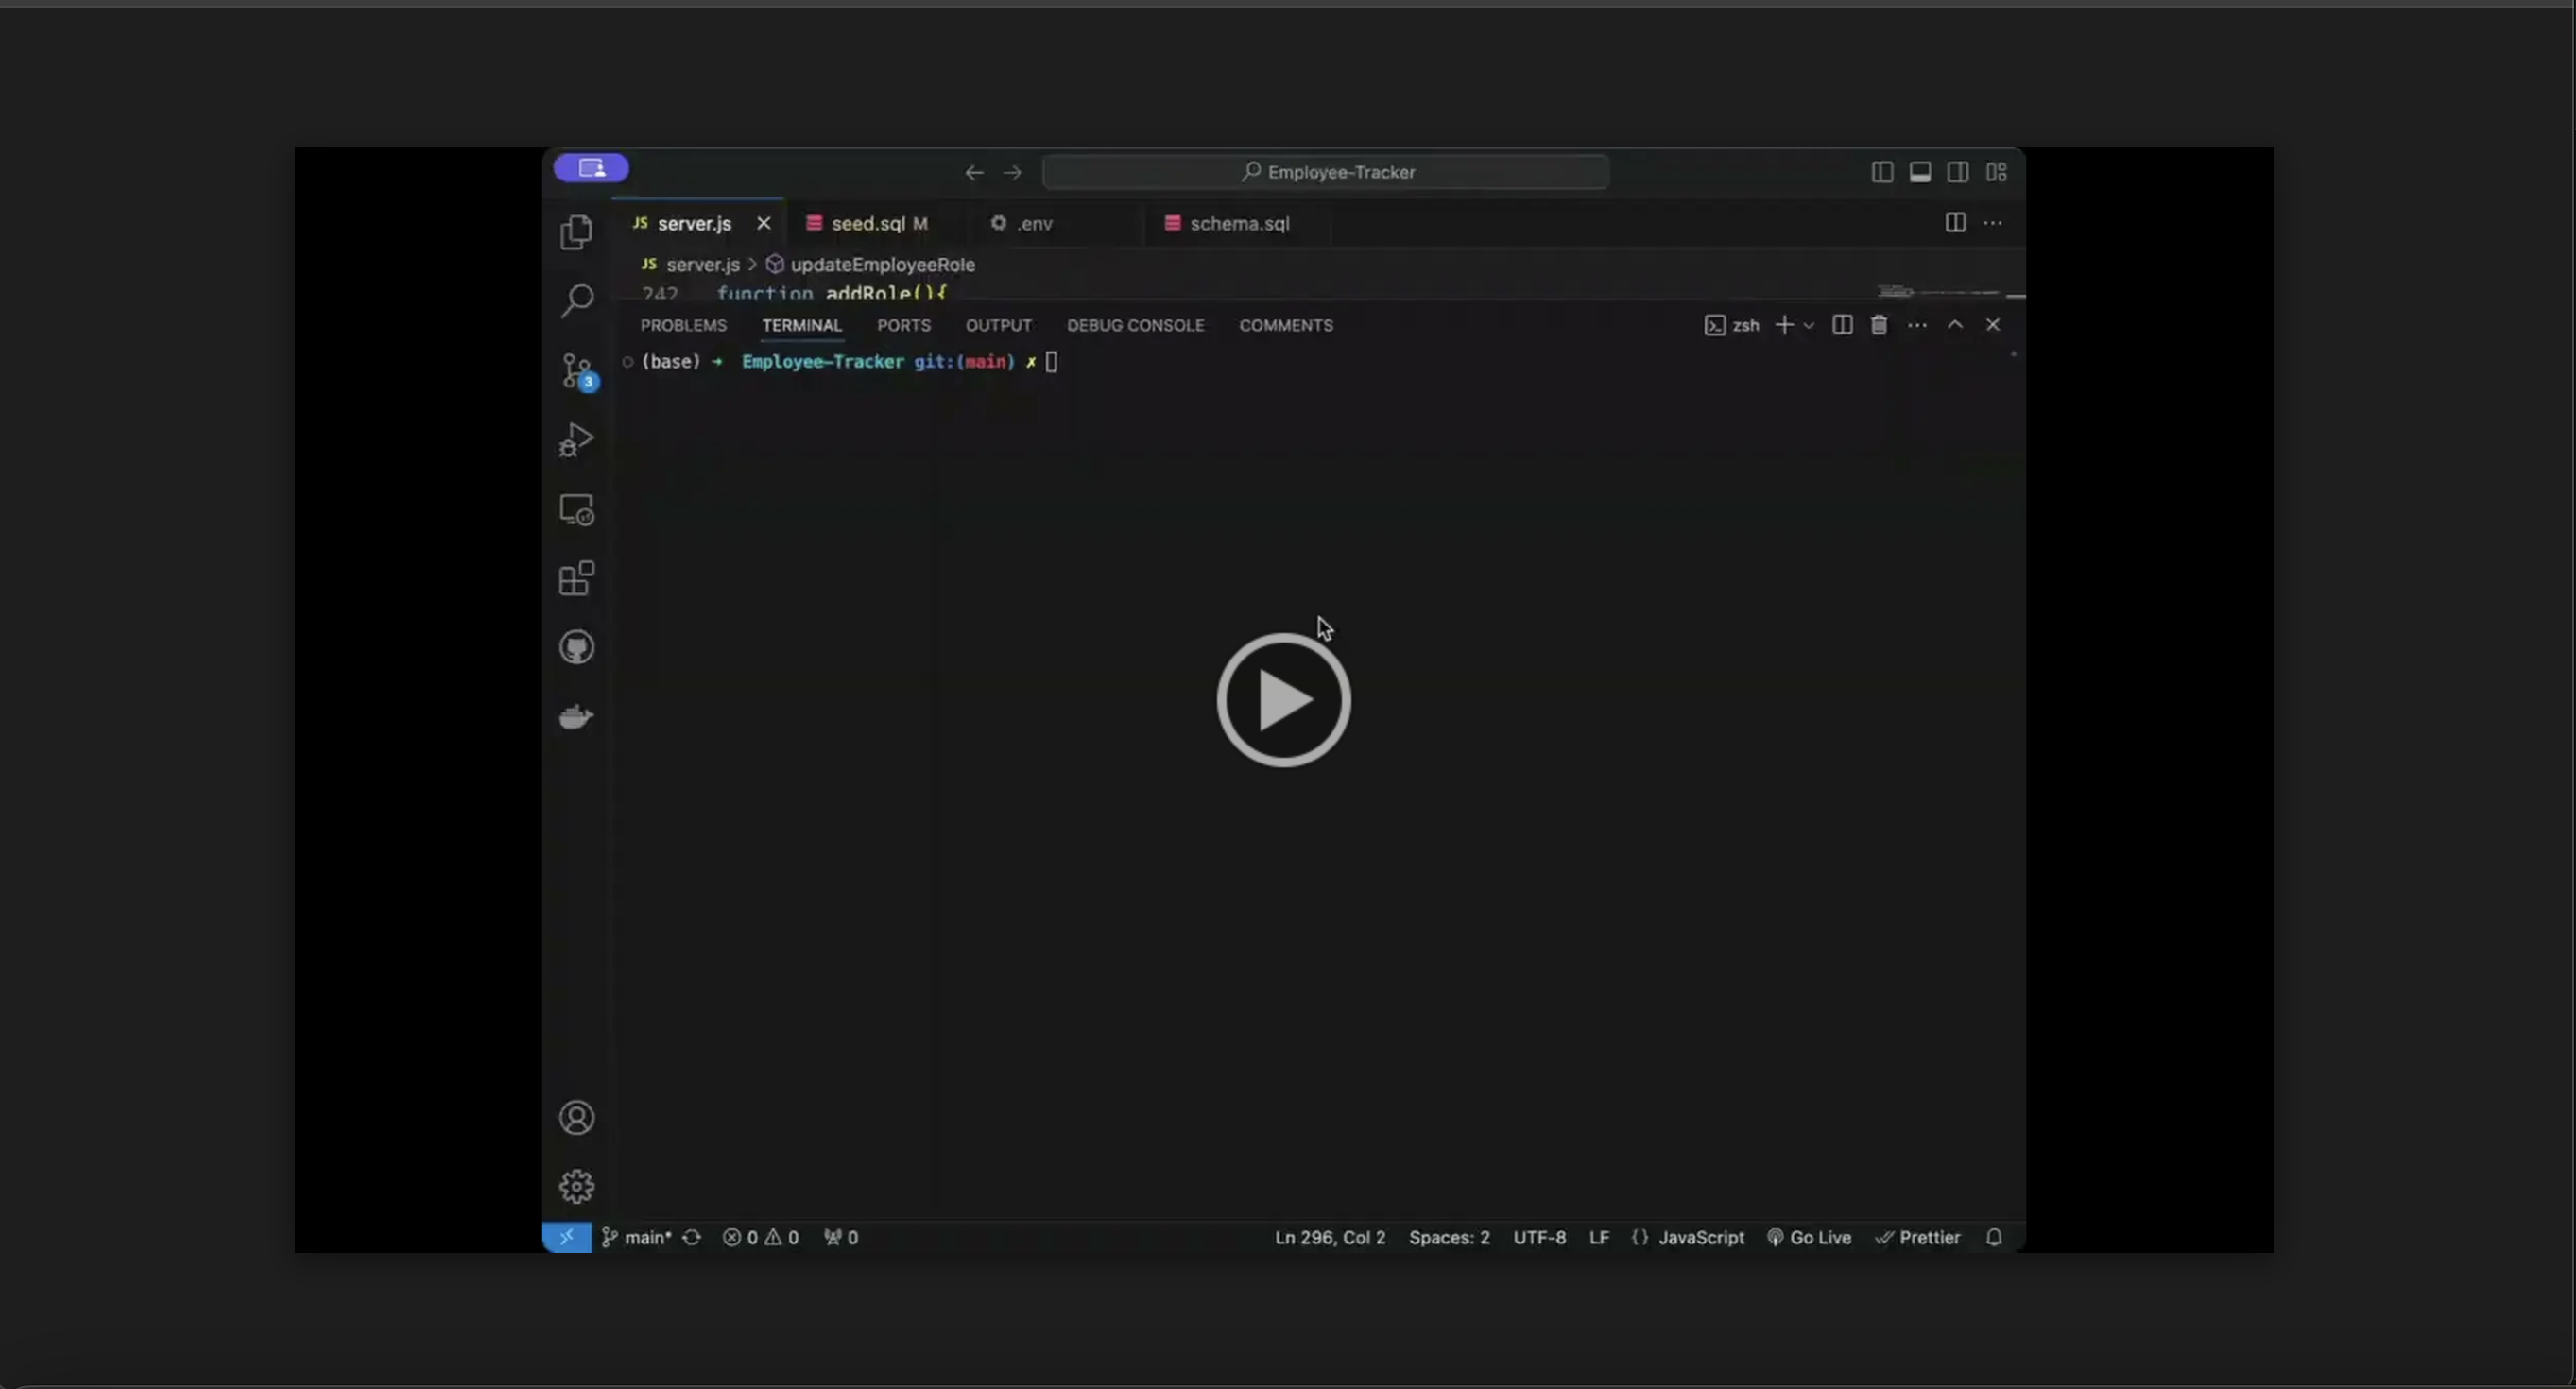 Employee-Tracker
JS server.js seed.sql M .env schema.sql
JS server.js > updateEmployeeRole
242 function addRole(){
PROBLEMS TERMINAL PORTS OUTPUT DEBUG CONSOLE COMMENTS zsh
(base) → Employee-Tracker git:(main) ✗
3
main* 0 0 0 Ln 296, Col 2 Spaces: 2 UTF-8 LF {} JavaScript Go Live Prettier